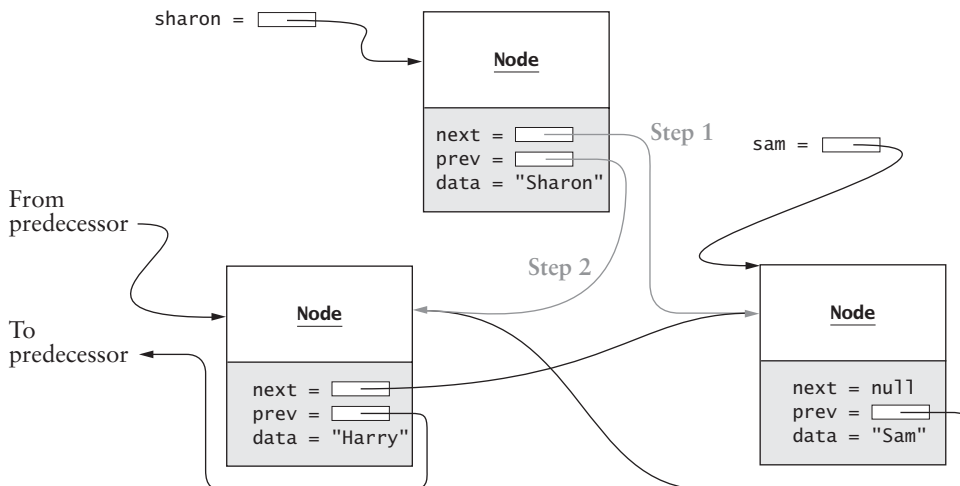 sharon =
Node
next =
prev =
data = "Sharon"
Step 1
sam =
From
predecessor
Step 2
To
predecessor
Node
next =
prev =
data = "Harry"
Node
next = null
prev =
data = "Sam"